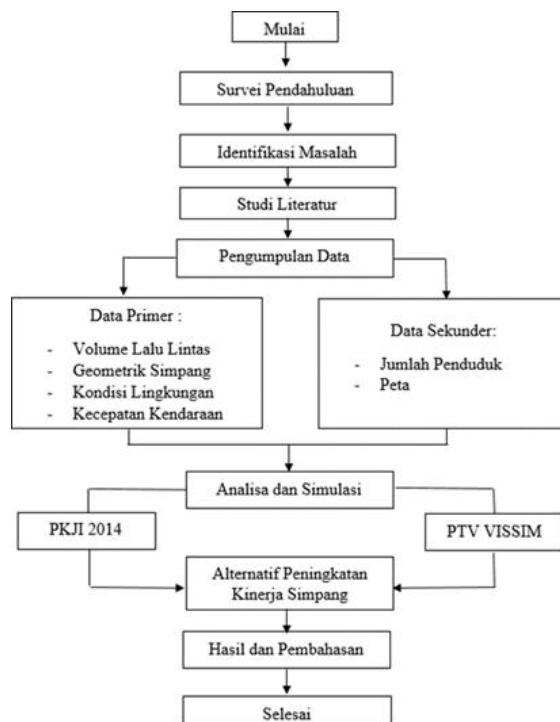 Mulai
Survei Pendahuluan
Identifikasi Masalah
Studi Literatur
Pengumpulan Data
Data Primer :
- Volume Lalu Lintas
- Geometrik Simpang
- Kondisi Lingkungan
- Kecepatan Kendaraan
Data Sekunder:
- Jumlah Penduduk
- Peta
Analisa dan Simulasi
PKJI 2014
PTV VISSIM
Alternatif Peningkatan
Kinerja Simpang
Hasil dan Pembahasan
Selesai